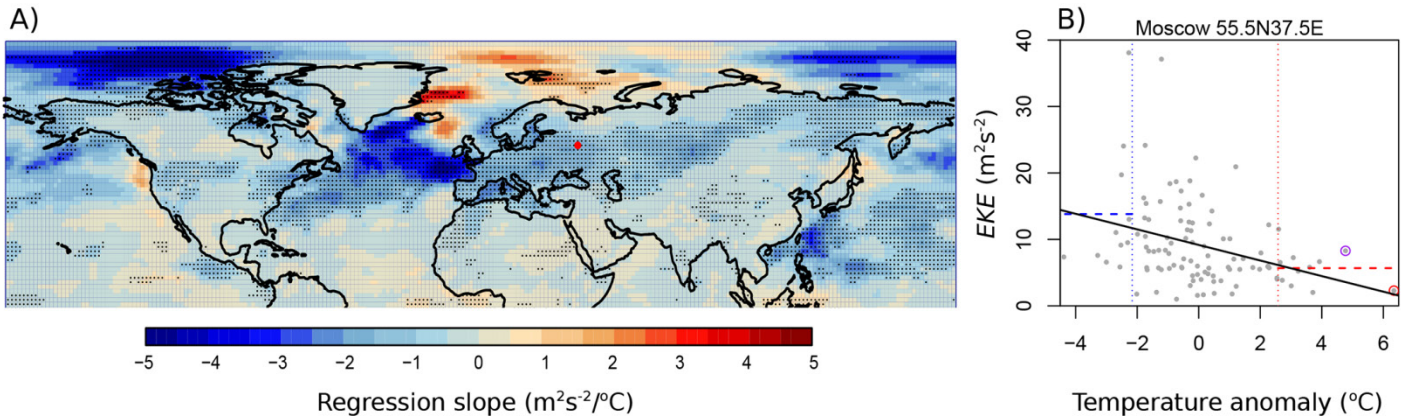 A)
−5 −4 −3 −2 −1 0 1 2 3 4 5
Regression slope (m²s⁻²/°C)
B)
Moscow 55.5N37.5E
40
30
20
10
0
EKE (m²s⁻²)
−4 −2 0 2 4 6
Temperature anomaly (°C)